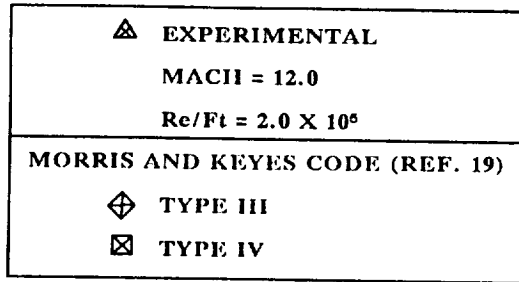 EXPERIMENTAL
MACH = 12.0
Re/Ft = 2.0 X 10⁶
MORRIS AND KEYES CODE (REF. 19)
TYPE III
TYPE IV